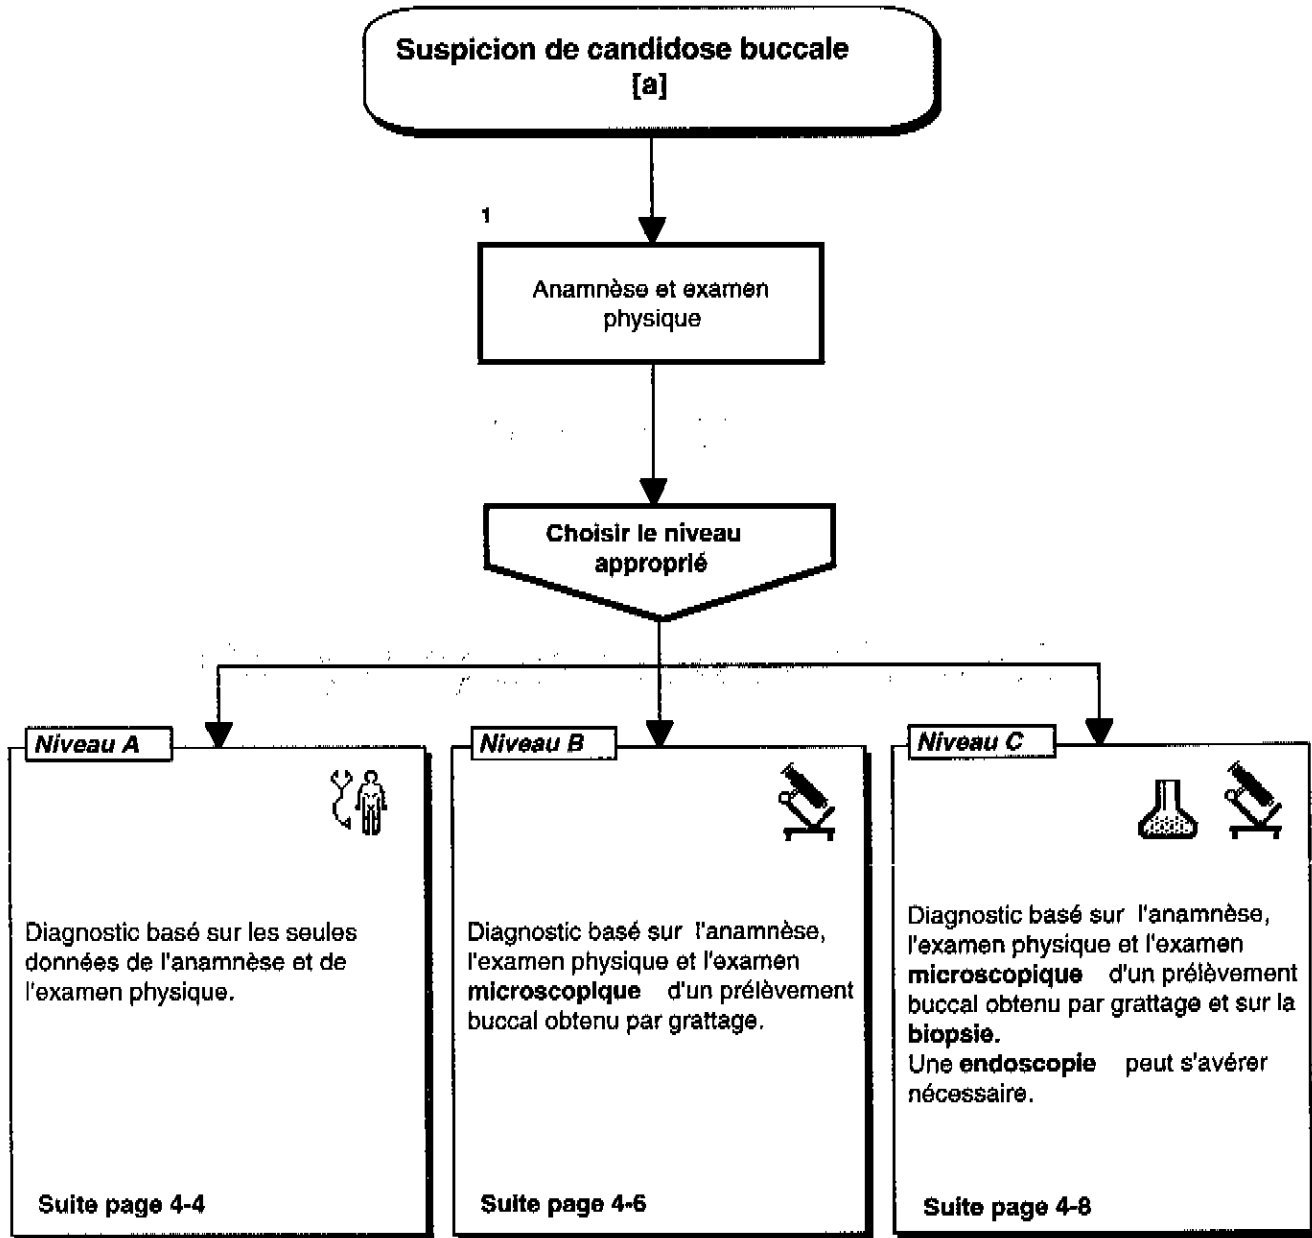 Suspicion de candidose buccale
[a]
1
Anamnèse et examen
physique
Choisir le niveau
approprié
Niveau A
Diagnostic basé sur les seules
données de l'anamnèse et de
l'examen physique.
Suite page 4-4
Niveau B
Diagnostic basé sur l'anamnèse,
l'examen physique et l'examen
microscopique d'un prélèvement
buccal obtenu par grattage.
Suite page 4-6
Niveau C
Diagnostic basé sur l'anamnèse,
l'examen physique et l'examen
microscopique d'un prélèvement
buccal obtenu par grattage et sur la
biopsie.
Une endoscopie peut s'avérer
nécessaire.
Suite page 4-8